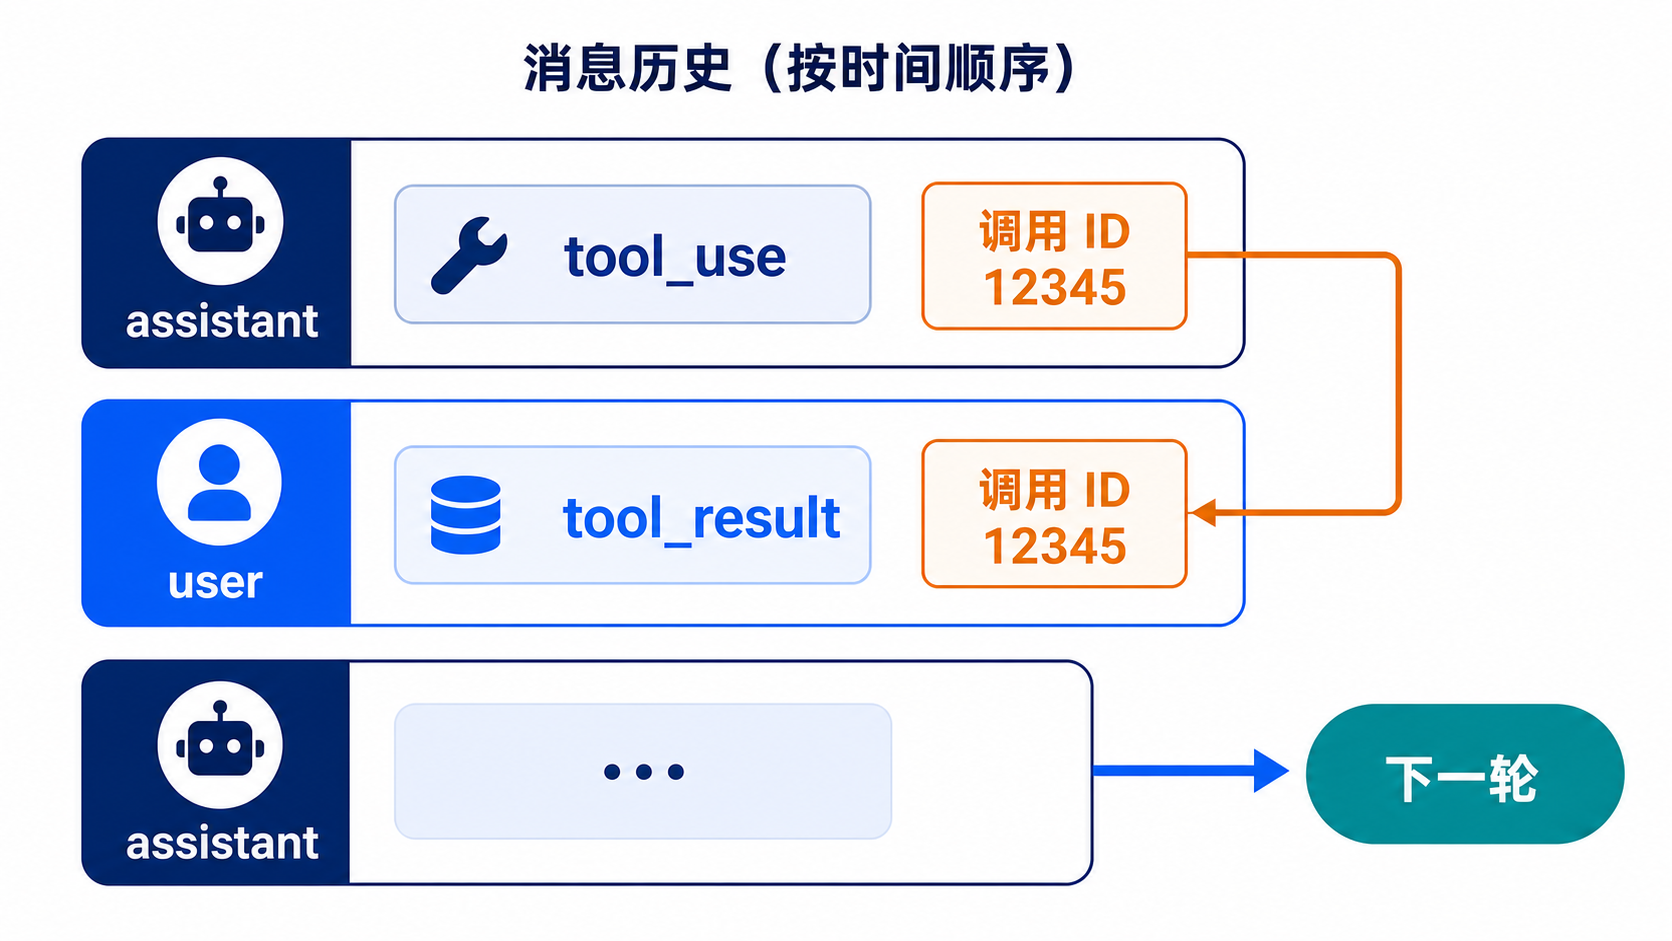 消息历史（按时间顺序）
assistant
tool_use
调用 ID
12345
user
tool_result
调用 ID
12345
assistant
•••
下一轮